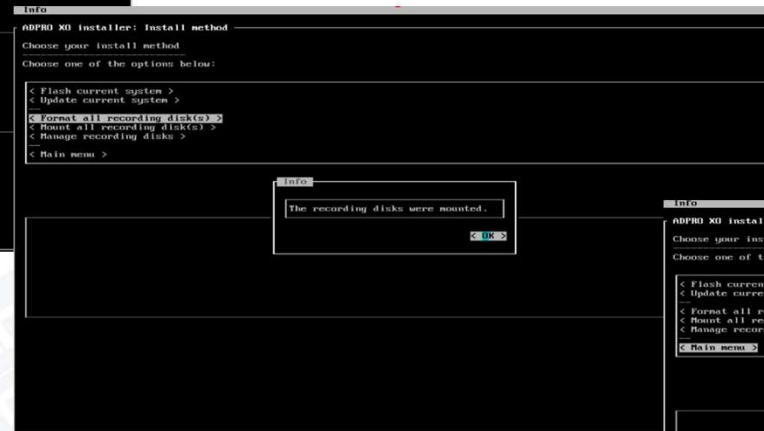 Info
ADPRO XO installer: Install method
Choose your install method
Choose one of the options below:
< Flash current system >
< Update current system >
< Format all recording disk(s) >
< Mount all recording disk(s) >
< Manage recording disks >
< Main menu >
Info
The recording disks were mounted.
< OK >
Info
ADPRO XO instal
Choose your ins
Choose one of t
< Flash curren
< Update curre
< Format all r
< Mount all re
< Manage recor
< Main menu >